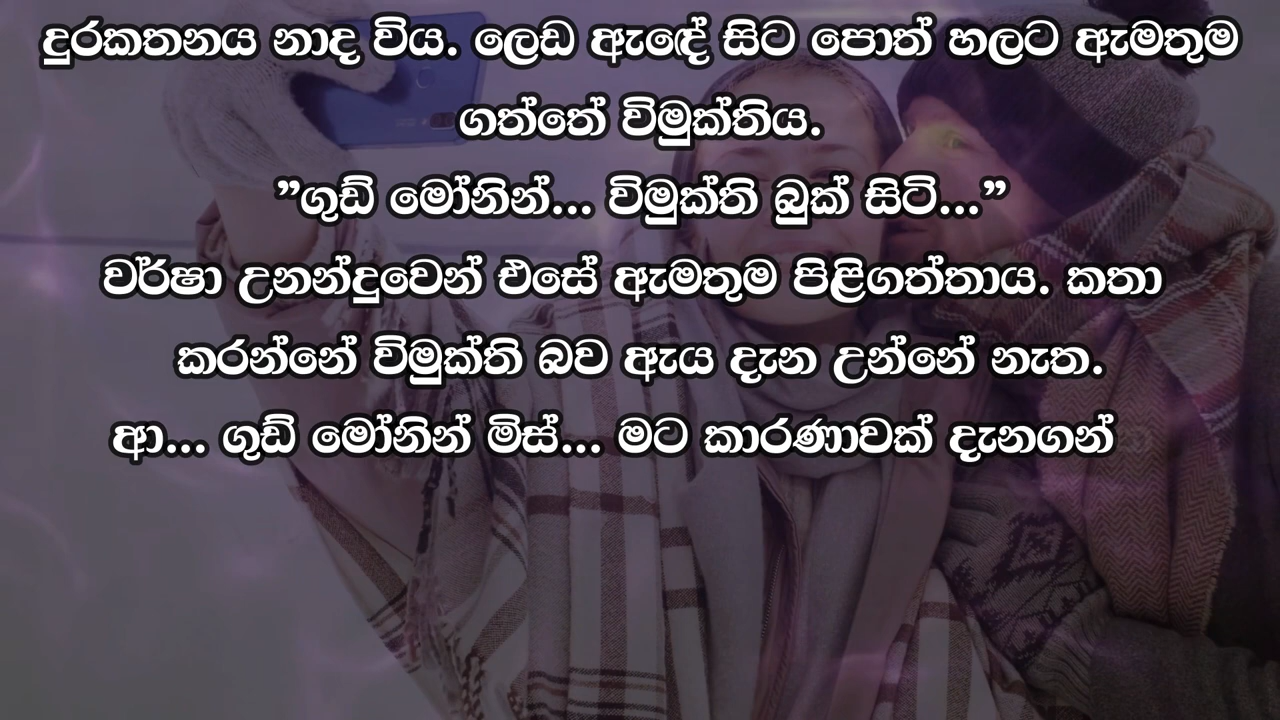 දුරකතනය නාද විය. ලෙඩ ඇඳේ සිට පොත් හලට ඇමතුම
ගත්තේ විමුක්තිය.
”ගුඩ් මෝනින්... විමුක්ති බුක් සිටි...”
වර්ෂා උනන්දුවෙන් එසේ ඇමතුම පිළිගත්තාය. කතා
කරන්නේ විමුක්ති බව ඇය දැන උන්නේ නැත.
ආ... ගුඩ් මෝනින් මිස්... මට කාරණාවක් දැනගන්